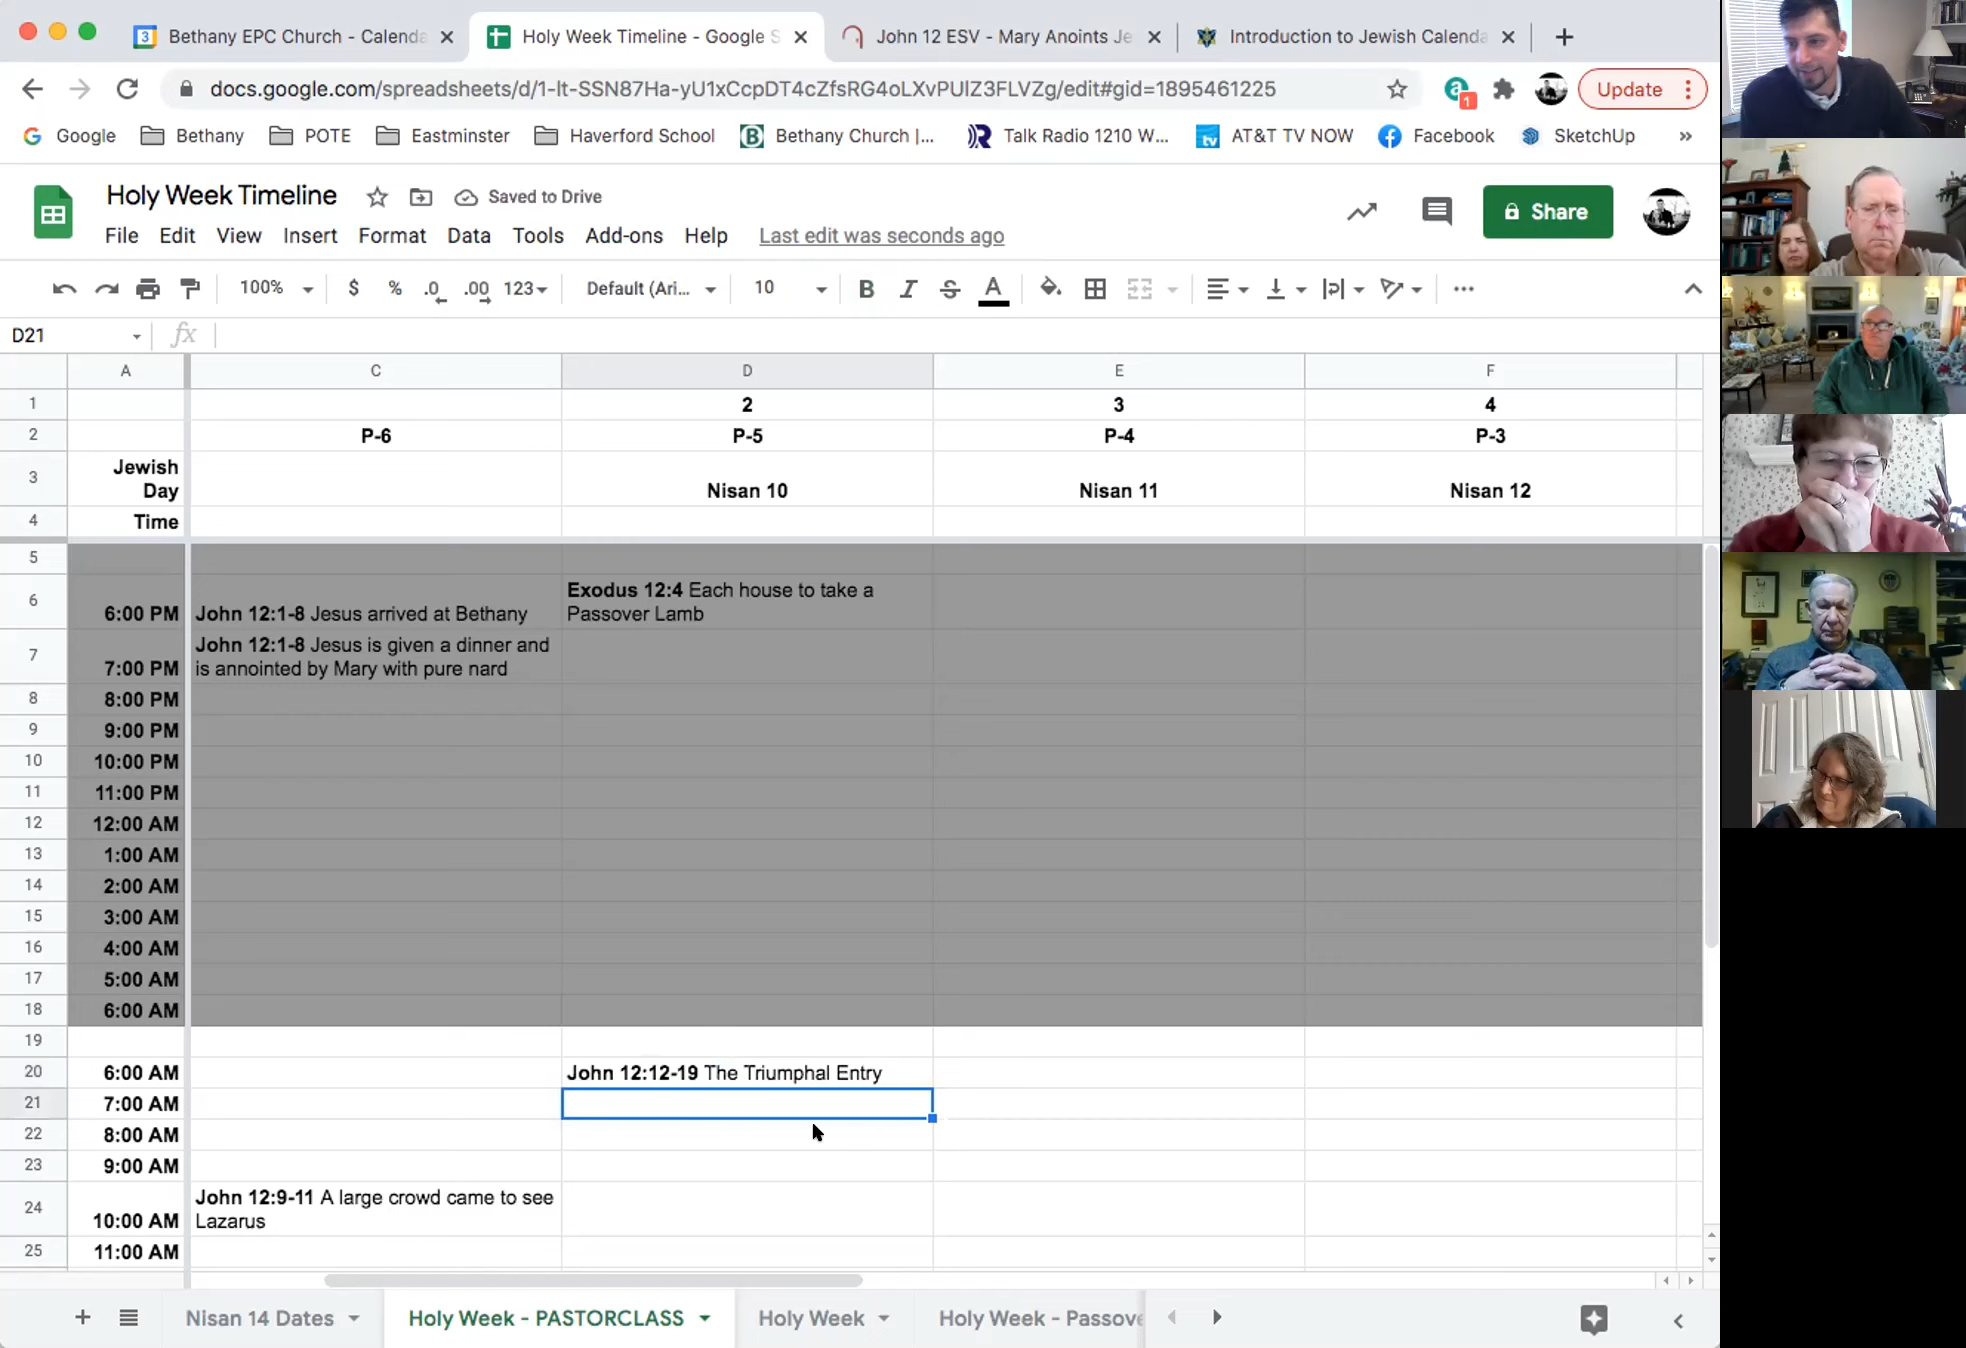 3 Bethany EPC Church - Calenda
Holy Week Timeline - Google S
John 12 ESV - Mary Anoints Je
Introduction to Jewish Calenda
docs.google.com/spreadsheets/d/1-lt-SSN87Ha-yU1xCcpDT4cZfsRG4oLXvPUlZ3FLVZg/edit#gid=1895461225
1
Update
Google
Bethany
POTE
Eastminster
Haverford School
B Bethany Church |...
Talk Radio 1210 W...
tv AT&T TV NOW
Facebook
SketchUp
»
Holy Week Timeline
Saved to Drive
Share
File Edit View Insert Format Data Tools Add-ons Help Last edit was seconds ago
100% $ % .0 .00 123 Default (Ari... 10 B I S A
D21 fx
A C D E F
1 2 3 4
2 P-6 P-5 P-4 P-3
Jewish
3 Day Nisan 10 Nisan 11 Nisan 12
4 Time
5
6 6:00 PM John 12:1-8 Jesus arrived at Bethany
Exodus 12:4 Each house to take a
Passover Lamb
7 7:00 PM John 12:1-8 Jesus is given a dinner and
is annointed by Mary with pure nard
8 8:00 PM
9 9:00 PM
10 10:00 PM
11 11:00 PM
12 12:00 AM
13 1:00 AM
14 2:00 AM
15 3:00 AM
16 4:00 AM
17 5:00 AM
18 6:00 AM
19
20 6:00 AM John 12:12-19 The Triumphal Entry
21 7:00 AM
22 8:00 AM
23 9:00 AM
24 10:00 AM John 12:9-11 A large crowd came to see
Lazarus
25 11:00 AM
Nisan 14 Dates
Holy Week - PASTORCLASS
Holy Week
Holy Week - Passove